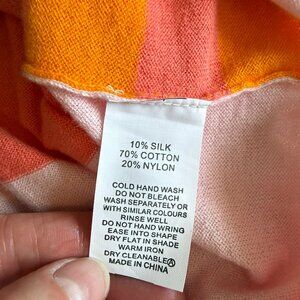 10% SILK
70% COTTON
20% NYLON
COLD HAND WASH
DO NOT BLEACH
WASH SEPARATELY OR
WITH SIMILAR COLOURS
RINSE WELL
DO NOT HAND WRING
EASE INTO SHAPE
DRY FLAT IN SHADE
WARM IRON
DRY CLEANABLEⒶ
MADE IN CHINA